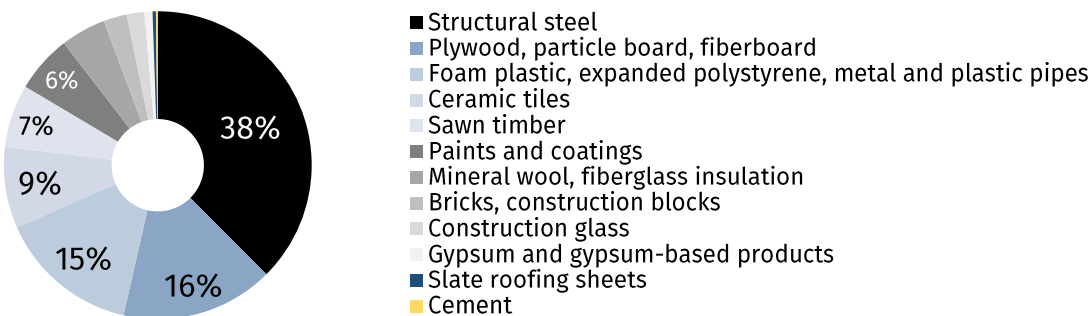 38%
16%
15%
9%
7%
6%
Structural steel
Plywood, particle board, fiberboard
Foam plastic, expanded polystyrene, metal and plastic pipes
Ceramic tiles
Sawn timber
Paints and coatings
Mineral wool, fiberglass insulation
Bricks, construction blocks
Construction glass
Gypsum and gypsum-based products
Slate roofing sheets
Cement